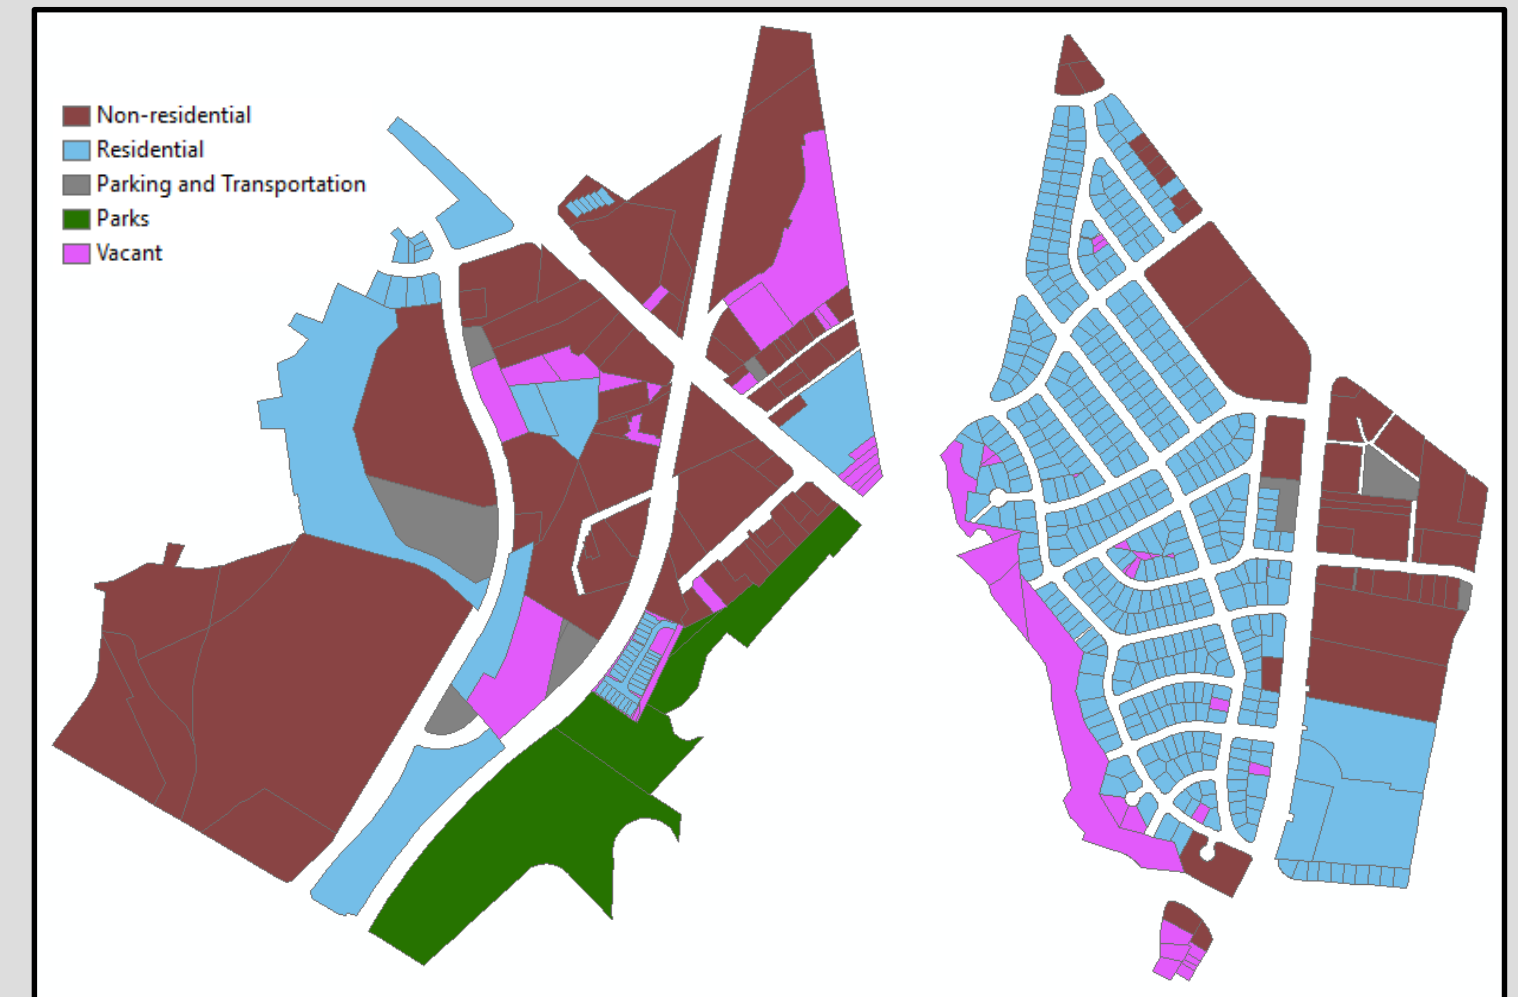 Non-residential
Residential
Parking and Transportation
Parks
Vacant